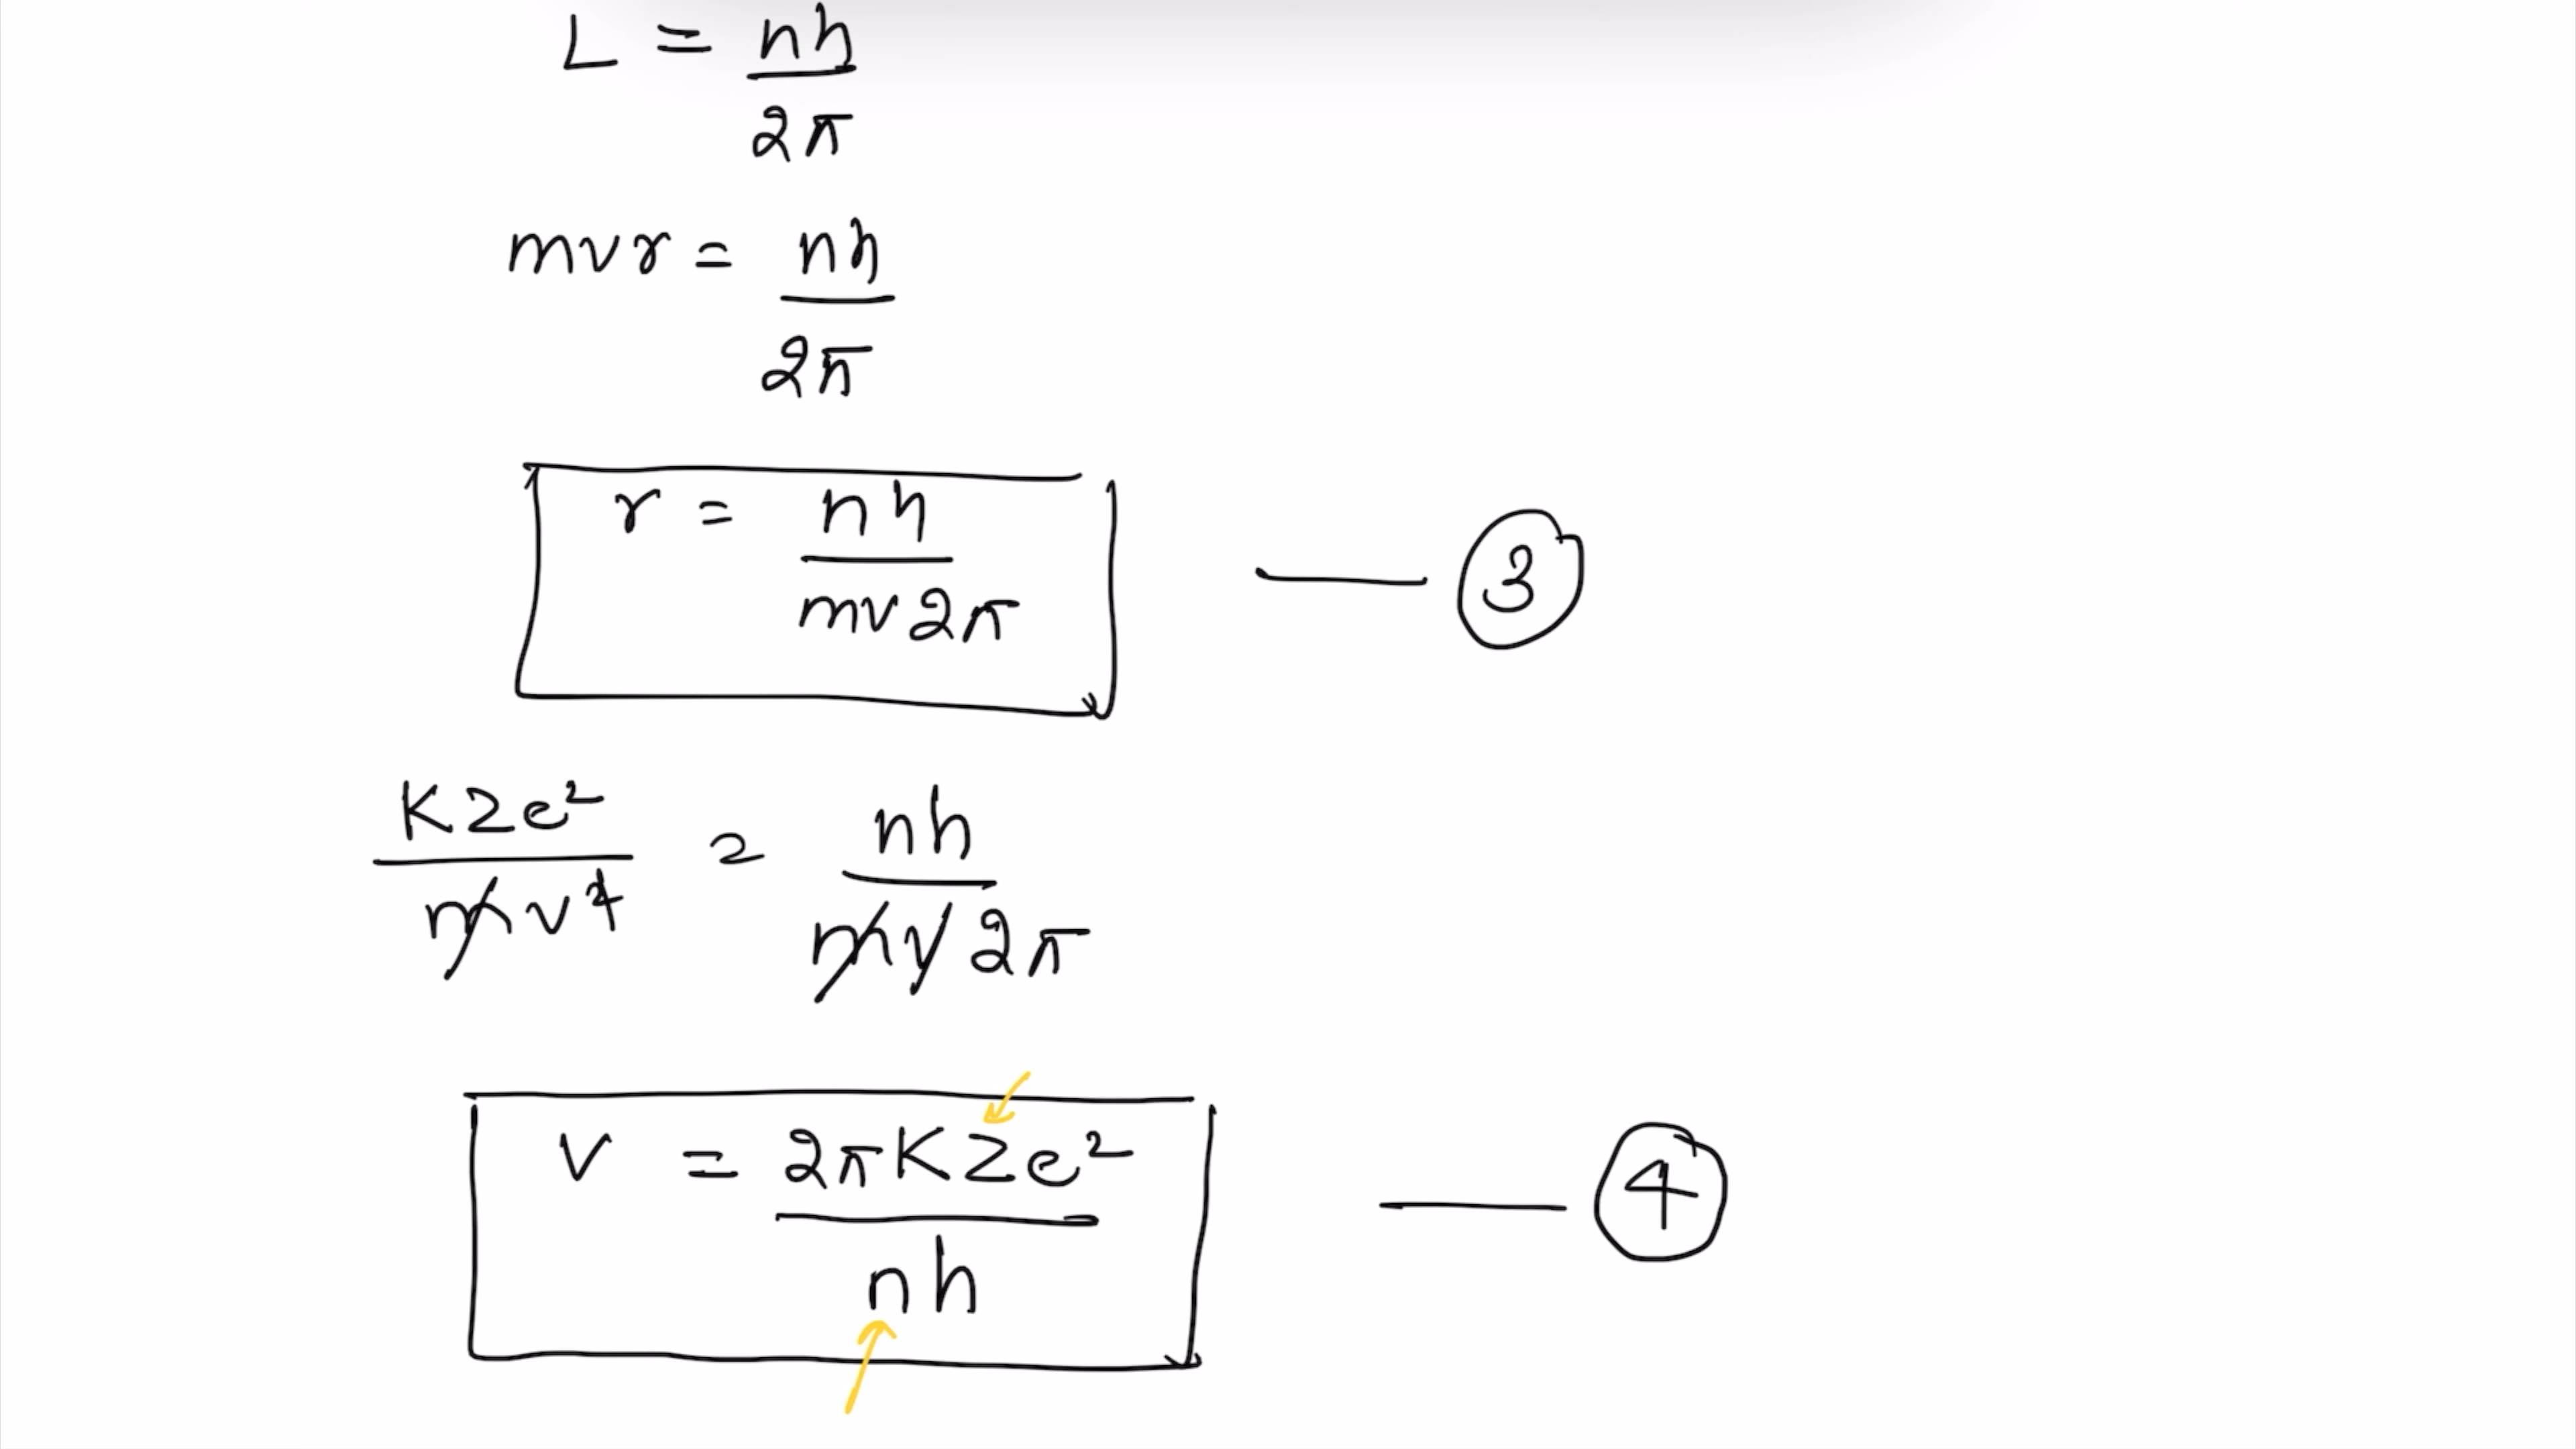 L = nh
2π
mvr = nh
2π
r = nh
mv2π
3
KZe² = nh
mv² mv2π
v = 2πKZe²
nh
4